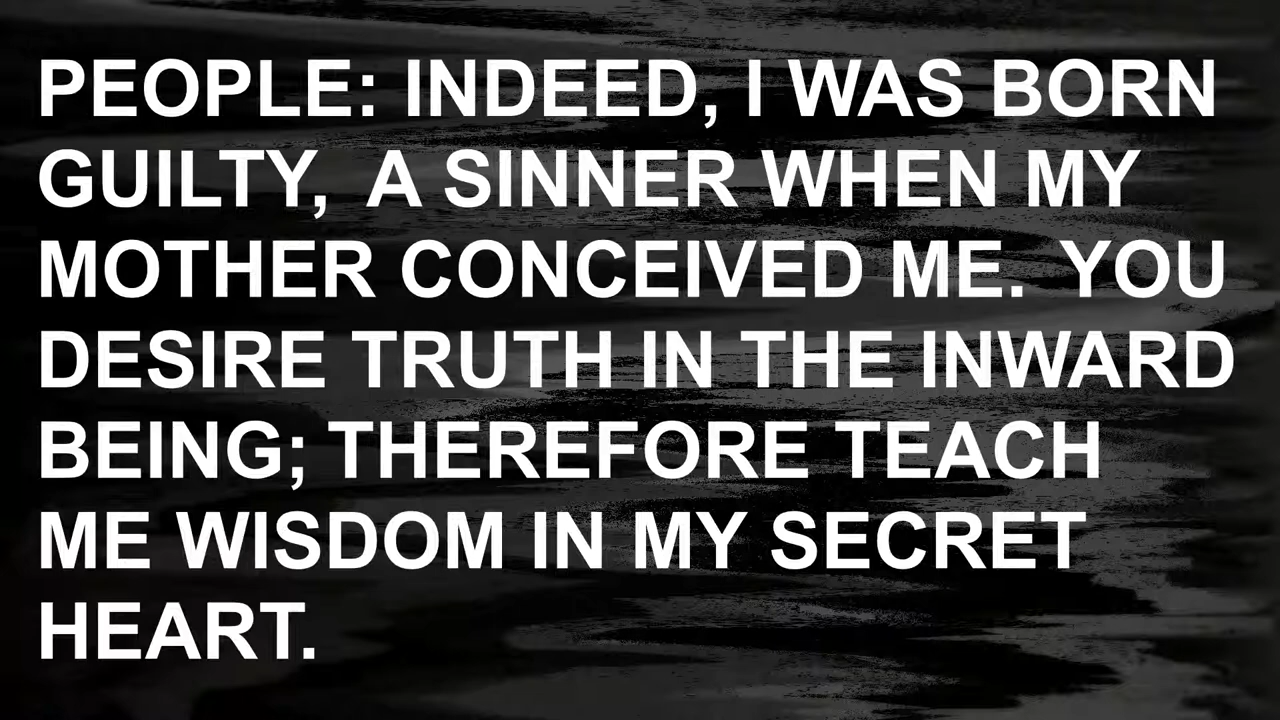 PEOPLE: INDEED, I WAS BORN
GUILTY,  A SINNER WHEN MY
MOTHER CONCEIVED ME. YOU
DESIRE TRUTH IN THE INWARD
BEING; THEREFORE TEACH
ME WISDOM IN MY SECRET
HEART.